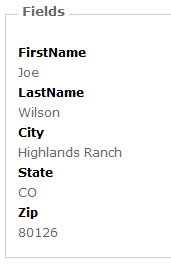 Fields
FirstName
Joe
LastName
Wilson
City
Highlands Ranch
State
CO
Zip
80126